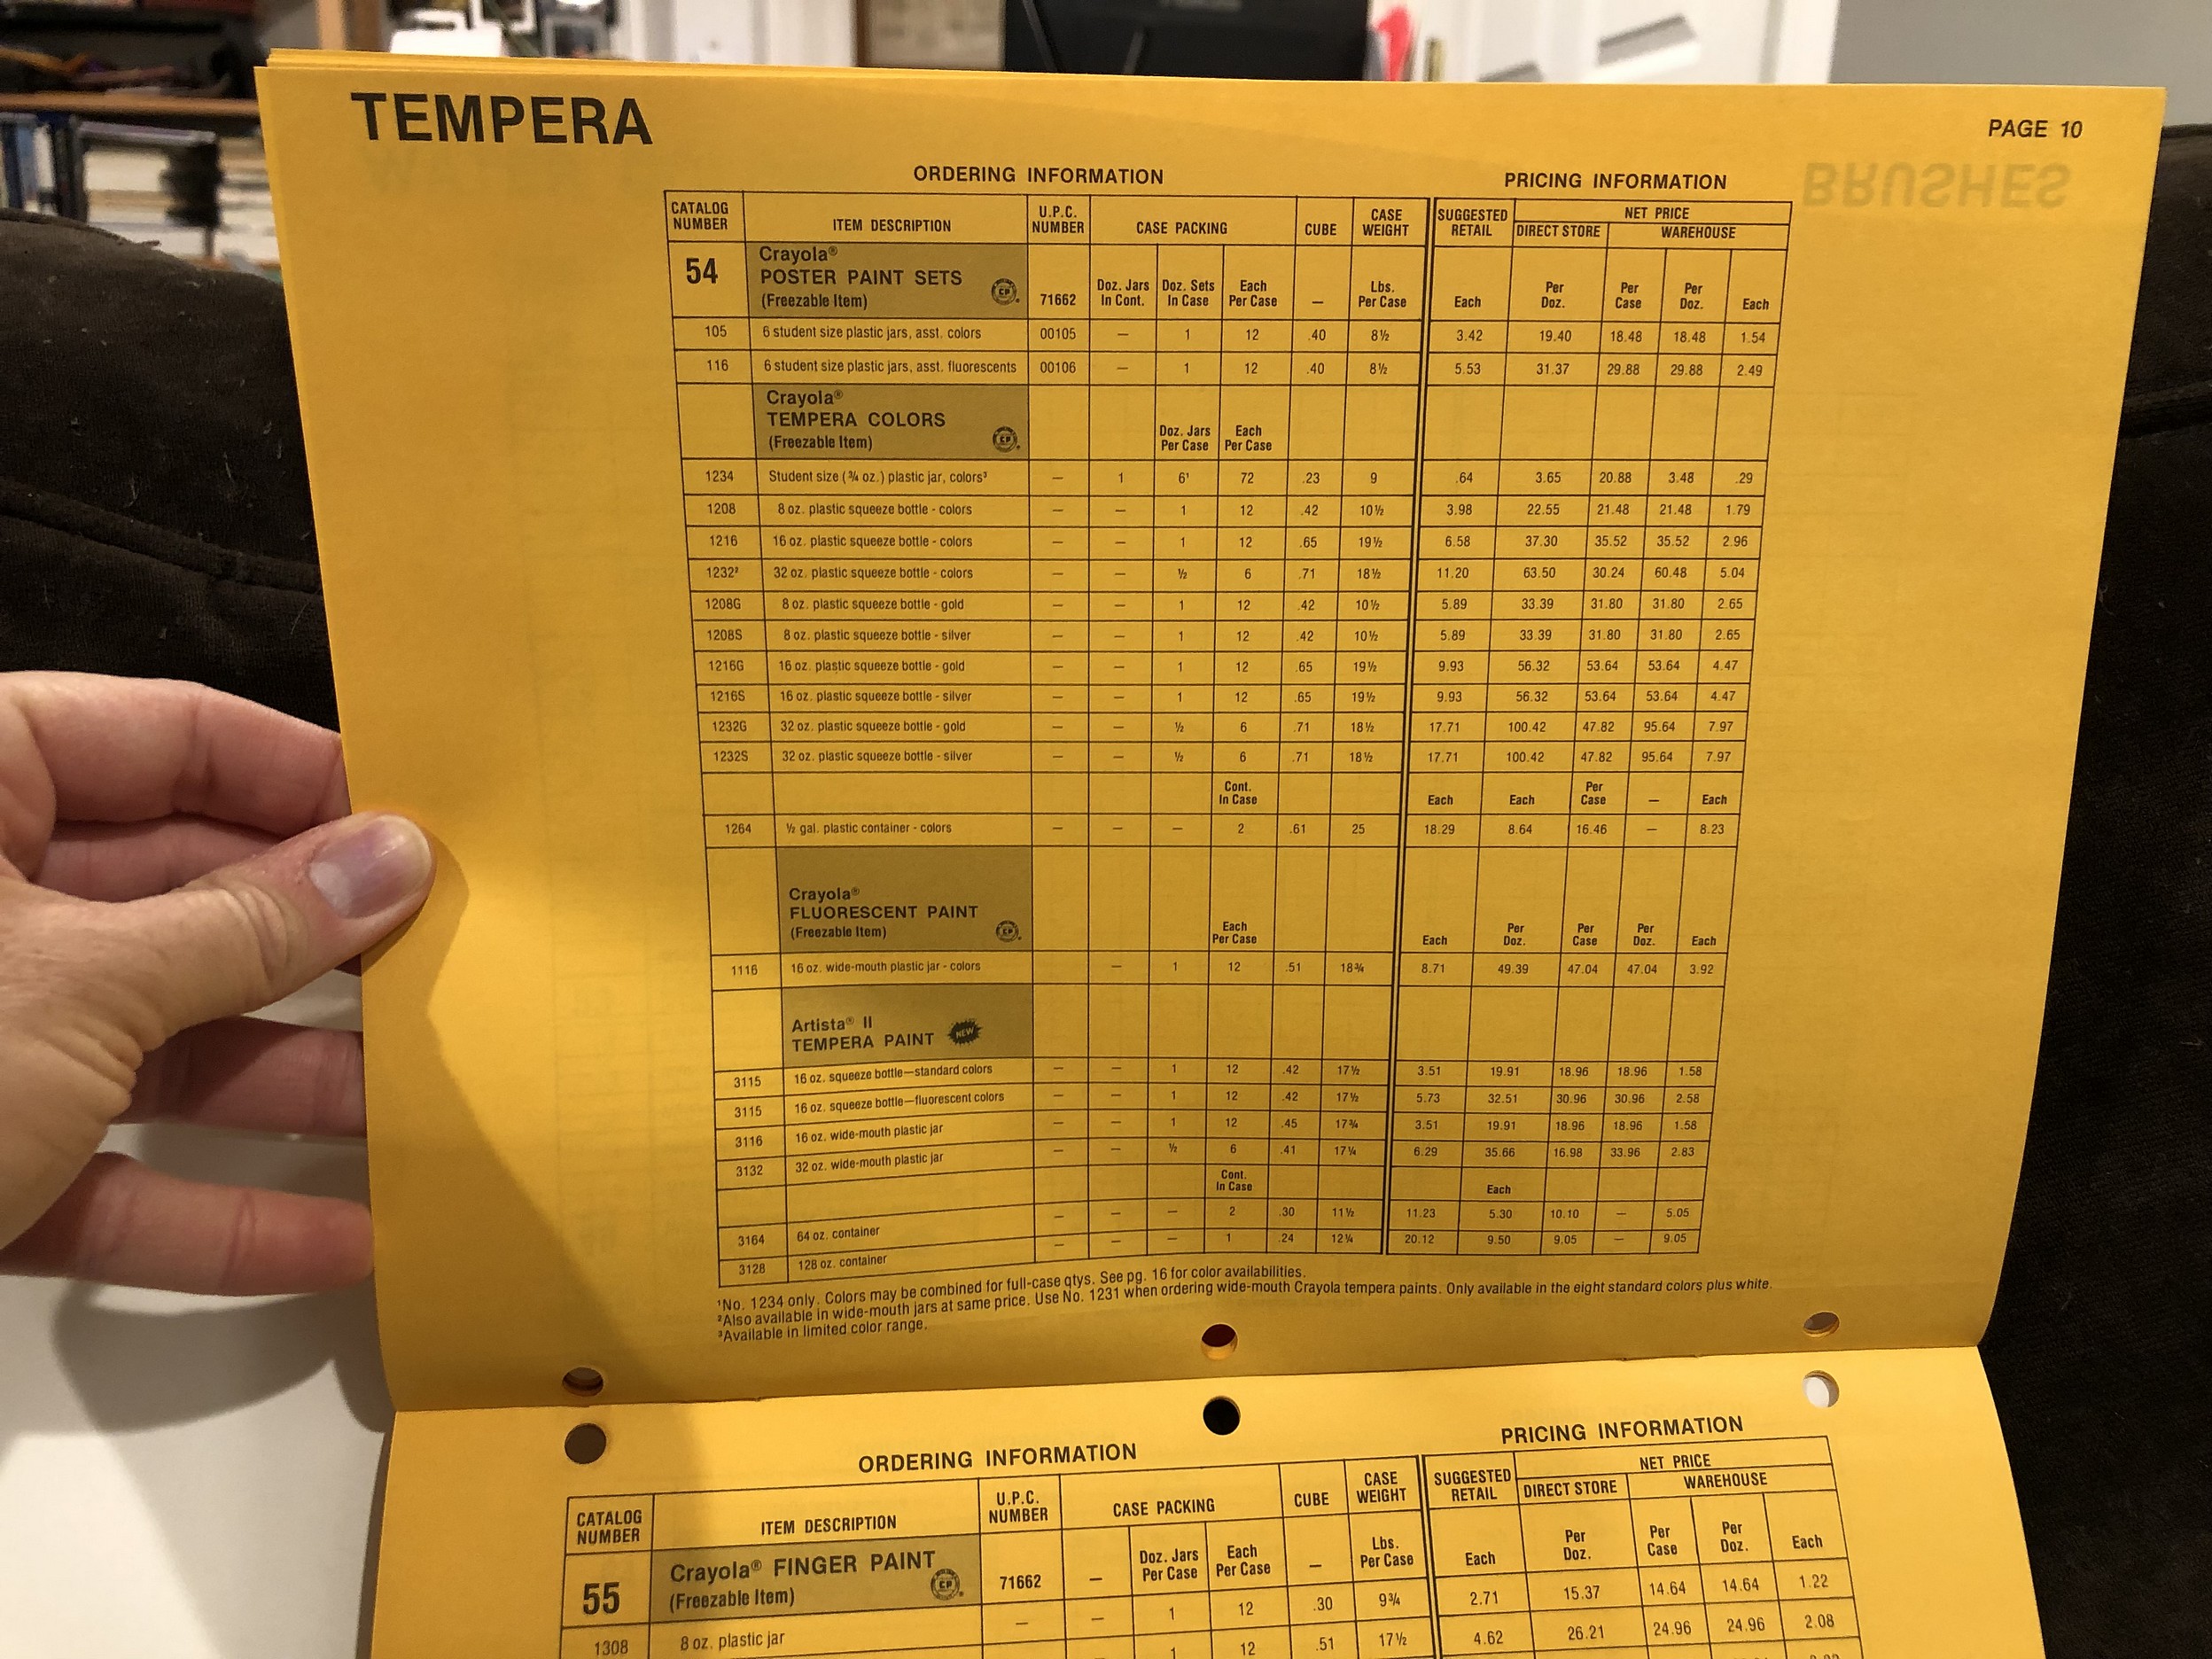 TEMPERA
PAGE 10
BRUSHES
ORDERING INFORMATION PRICING INFORMATION
CATALOG NUMBER ITEM DESCRIPTION U.P.C. NUMBER CASE PACKING CUBE CASE WEIGHT SUGGESTED RETAIL NET PRICE
DIRECT STORE WAREHOUSE
54 Crayola® POSTER PAINT SETS (Freezable Item) CP 71662 Doz. Jars In Cont. Doz. Sets In Case Each Per Case — Lbs. Per Case Each Per Doz. Per Case Per Doz. Each
105 6 student size plastic jars, asst. colors 00105 — 1 12 .40 8½ 3.42 19.40 18.48 18.48 1.54
116 6 student size plastic jars, asst. fluorescents 00106 — 1 12 .40 8½ 5.53 31.37 29.88 29.88 2.49
Crayola® TEMPERA COLORS (Freezable Item) CP Doz. Jars Per Case Each Per Case
1234 Student size (¾ oz.) plastic jar, colors³ — 1 6¹ 72 .23 9 .64 3.65 20.88 3.48 .29
1208 8 oz. plastic squeeze bottle - colors — — 1 12 .42 10½ 3.98 22.55 21.48 21.48 1.79
1216 16 oz. plastic squeeze bottle - colors — — 1 12 .65 19½ 6.58 37.30 35.52 35.52 2.96
1232² 32 oz. plastic squeeze bottle - colors — — ½ 6 .71 18½ 11.20 63.50 30.24 60.48 5.04
1208G 8 oz. plastic squeeze bottle - gold — — 1 12 .42 10½ 5.89 33.39 31.80 31.80 2.65
1208S 8 oz. plastic squeeze bottle - silver — — 1 12 .42 10½ 5.89 33.39 31.80 31.80 2.65
1216G 16 oz. plastic squeeze bottle - gold — — 1 12 .65 19½ 9.93 56.32 53.64 53.64 4.47
1216S 16 oz. plastic squeeze bottle - silver — — 1 12 .65 19½ 9.93 56.32 53.64 53.64 4.47
1232G 32 oz. plastic squeeze bottle - gold — — ½ 6 .71 18½ 17.71 100.42 47.82 95.64 7.97
1232S 32 oz. plastic squeeze bottle - silver — — ½ 6 .71 18½ 17.71 100.42 47.82 95.64 7.97
Cont. In Case Each Each Per Case — Each
1264 ½ gal. plastic container - colors — — — 2 .61 25 18.29 8.64 16.46 — 8.23
Crayola® FLUORESCENT PAINT (Freezable Item) CP Each Per Case Each Per Doz. Per Case Per Doz. Each
1116 16 oz. wide-mouth plastic jar - colors — 1 12 .51 18¾ 8.71 49.39 47.04 47.04 3.92
Artista® II TEMPERA PAINT NEW
3115 16 oz. squeeze bottle—standard colors — — 1 12 .42 17½ 3.51 19.91 18.96 18.96 1.58
3115 16 oz. squeeze bottle—fluorescent colors — — 1 12 .42 17½ 5.73 32.51 30.96 30.96 2.58
3116 16 oz. wide-mouth plastic jar — — 1 12 .45 17¾ 3.51 19.91 18.96 18.96 1.58
3132 32 oz. wide-mouth plastic jar — — ½ 6 .41 17¼ 6.29 35.66 16.98 33.96 2.83
Cont. In Case Each
3164 64 oz. container — — — 2 .30 11½ 11.23 5.30 10.10 — 5.05
3128 128 oz. container — — — 1 .24 12¼ 20.12 9.50 9.05 — 9.05
¹No. 1234 only. Colors may be combined for full-case qtys. See pg. 16 for color availabilities.
²Also available in wide-mouth jars at same price. Use No. 1231 when ordering wide-mouth Crayola tempera paints. Only available in the eight standard colors plus white.
³Available in limited color range.
ORDERING INFORMATION PRICING INFORMATION
CATALOG NUMBER ITEM DESCRIPTION U.P.C. NUMBER CASE PACKING CUBE CASE WEIGHT SUGGESTED RETAIL NET PRICE
DIRECT STORE WAREHOUSE
55 Crayola® FINGER PAINT (Freezable Item) CP 71662 — Doz. Jars Per Case Each Per Case — Lbs. Per Case Each Per Doz. Per Case Per Doz. Each
1308 8 oz. plastic jar — — 1 12 .30 9¾ 2.71 15.37 14.64 14.64 1.22
1 12 .51 17½ 4.62 26.21 24.96 24.96 2.08